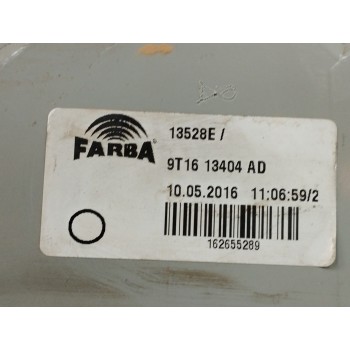 FARBA
13528E /
9T16 13404 AD
10.05.2016 11:06:59/2
162655289